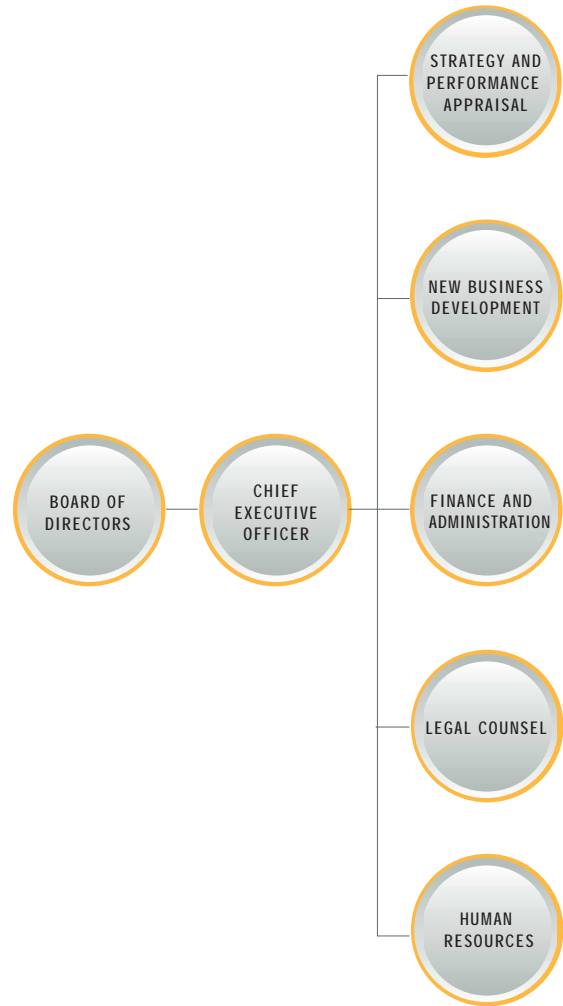 STRATEGY AND
PERFORMANCE
APPRAISAL
NEW BUSINESS
DEVELOPMENT
BOARD OF
DIRECTORS
CHIEF
EXECUTIVE
OFFICER
FINANCE AND
ADMINISTRATION
LEGAL COUNSEL
HUMAN
RESOURCES